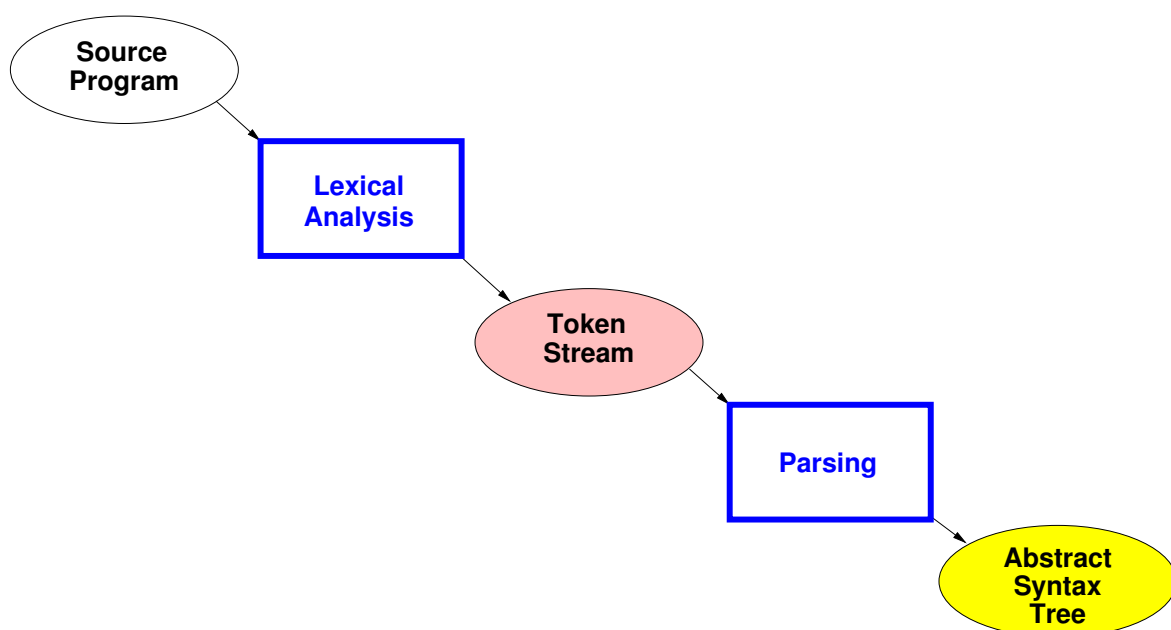 Source
Program
Lexical
Analysis
Token
Stream
Parsing
Abstract
Syntax
Tree